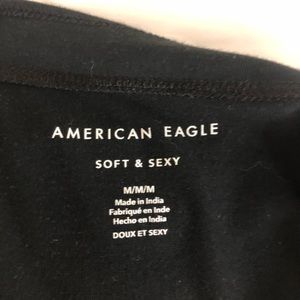 AMERICAN EAGLE
SOFT & SEXY
M/M/M
Made in India
Fabriqué en Inde
Hecho en India
DOUX ET SEXY